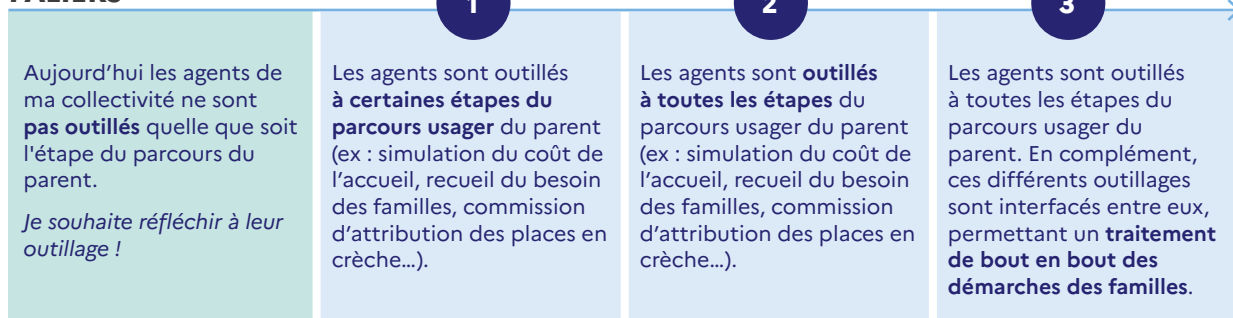 PALIERS
1
2
3
Aujourd’hui les agents de
ma collectivité ne sont
pas outillés quelle que soit
l'étape du parcours du
parent.
Je souhaite réfléchir à leur
outillage !
Les agents sont outillés
à certaines étapes du
parcours usager du parent
(ex : simulation du coût de
l’accueil, recueil du besoin
des familles, commission
d’attribution des places en
crèche…).
Les agents sont outillés
à toutes les étapes du
parcours usager du parent
(ex : simulation du coût de
l’accueil, recueil du besoin
des familles, commission
d’attribution des places en
crèche…).
Les agents sont outillés
à toutes les étapes du
parcours usager du
parent. En complément,
ces différents outillages
sont interfacés entre eux,
permettant un traitement
de bout en bout des
démarches des familles.